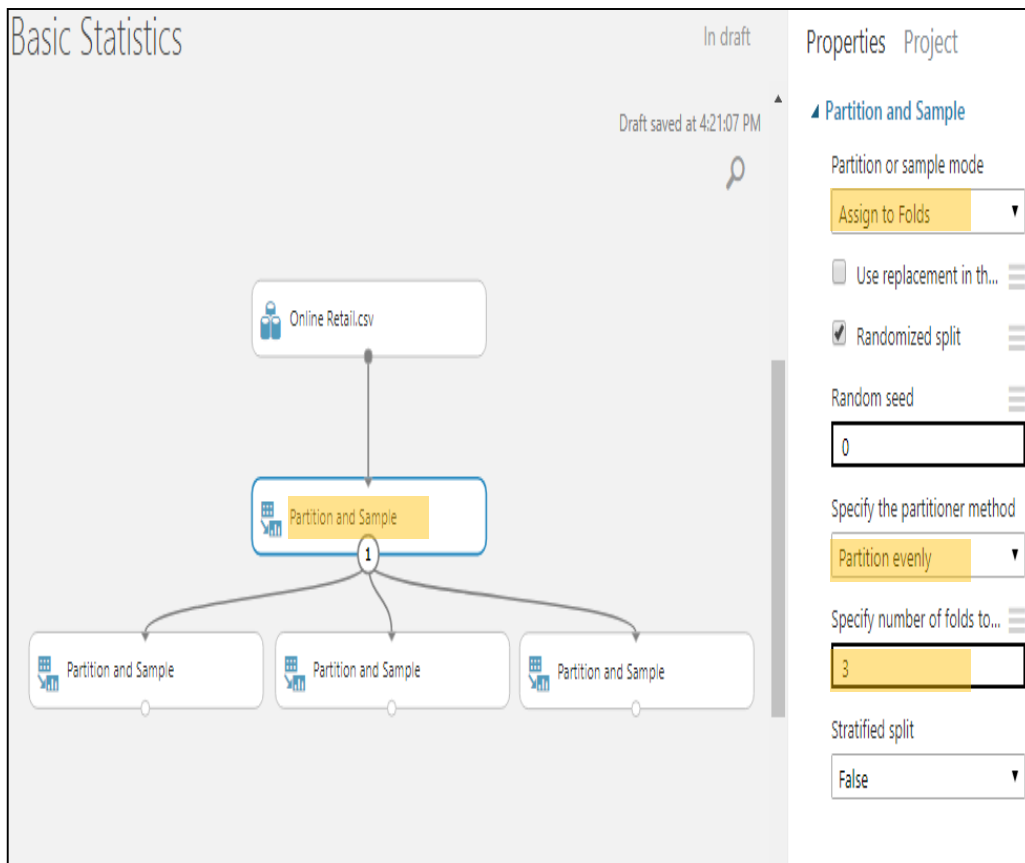 Basic Statistics
In draft
Draft saved at 4:21:07 PM
Online Retail.csv
Partition and Sample
1
Partition and Sample
Partition and Sample
Partition and Sample
Properties Project
Partition and Sample
Partition or sample mode
Assign to Folds
Use replacement in th...
Randomized split
Random seed
0
Specify the partitioner method
Partition evenly
Specify number of folds to...
3
Stratified split
False